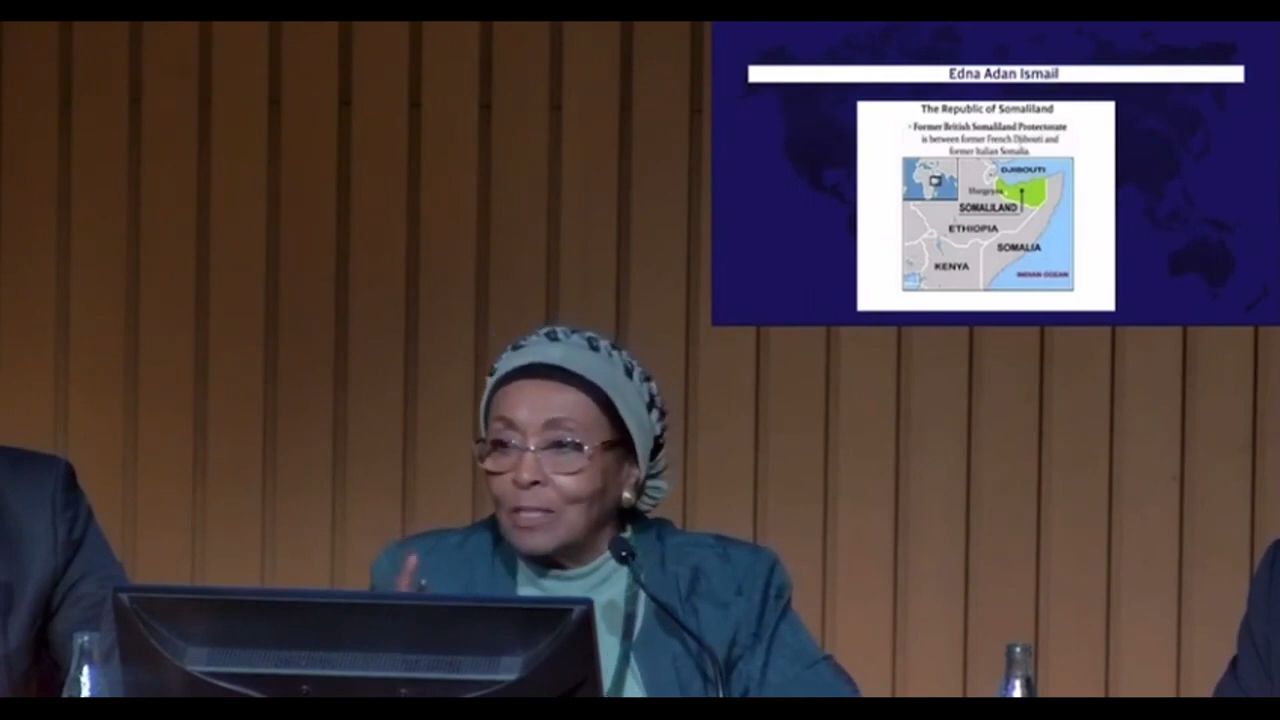 Edna Adan Ismail
The Republic of Somaliland
• Former British Somaliland Protectorate
is between former French Djibouti and
former Italian Somalia.
DJIBOUTI
Hargeysa
SOMALILAND
ETHIOPIA
SOMALIA
KENYA
INDIAN OCEAN